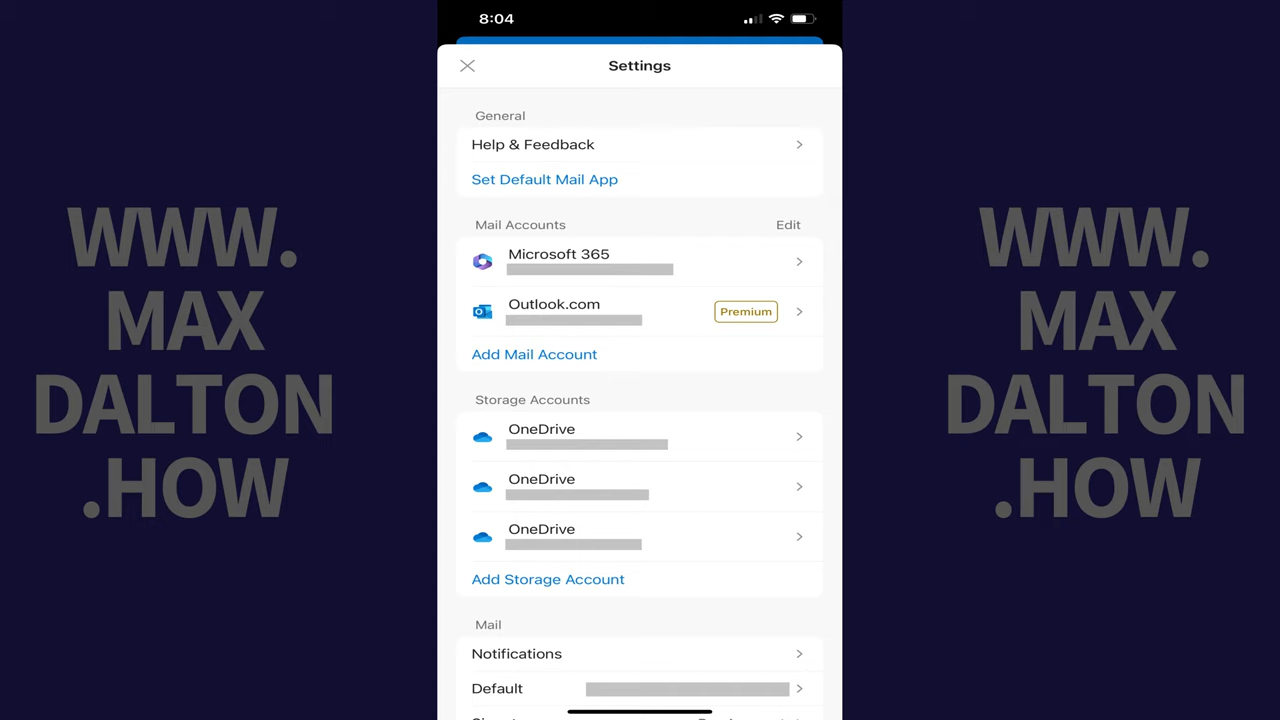 8:04
Settings
General
Help & Feedback
Set Default Mail App
Mail Accounts Edit
Microsoft 365
Outlook.com Premium
Add Mail Account
Storage Accounts
OneDrive
OneDrive
OneDrive
Add Storage Account
Mail
Notifications
Default
WWW.
MAX
DALTON
.HOW
WWW.
MAX
DALTON
.HOW